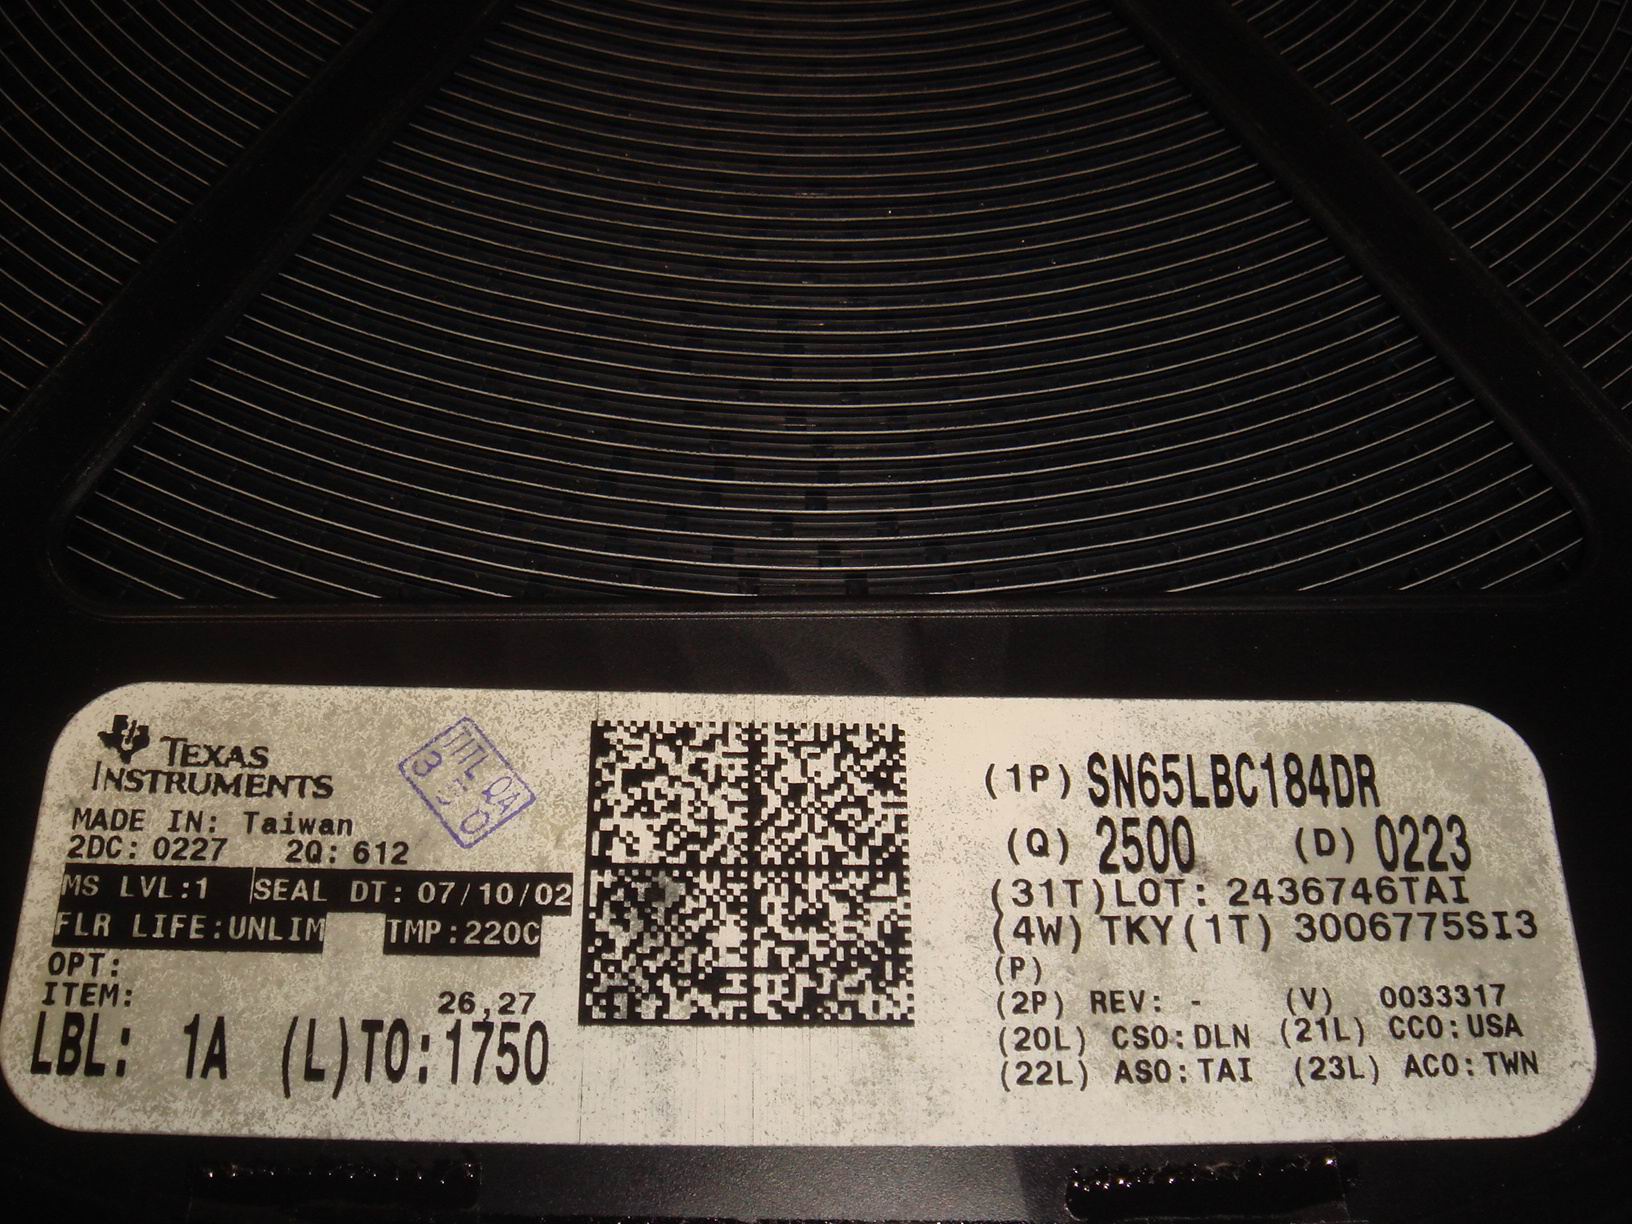 TEXAS
INSTRUMENTS
MADE IN: Taiwan
2DC: 0227 2Q: 612
MS LVL:1 SEAL DT: 07/10/02
FLR LIFE:UNLIM TMP:220C
OPT:
ITEM:
26,27
LBL: 1A (L)TO:1750
QA
(1P) SN65LBC184DR
(Q) 2500 (D) 0223
(31T)LOT: 2436746TAI
(4W) TKY(1T) 3006775SI3
(P)
(2P) REV: - (V) 0033317
(20L) CSO:DLN (21L) CCO:USA
(22L) ASO:TAI (23L) ACO:TWN